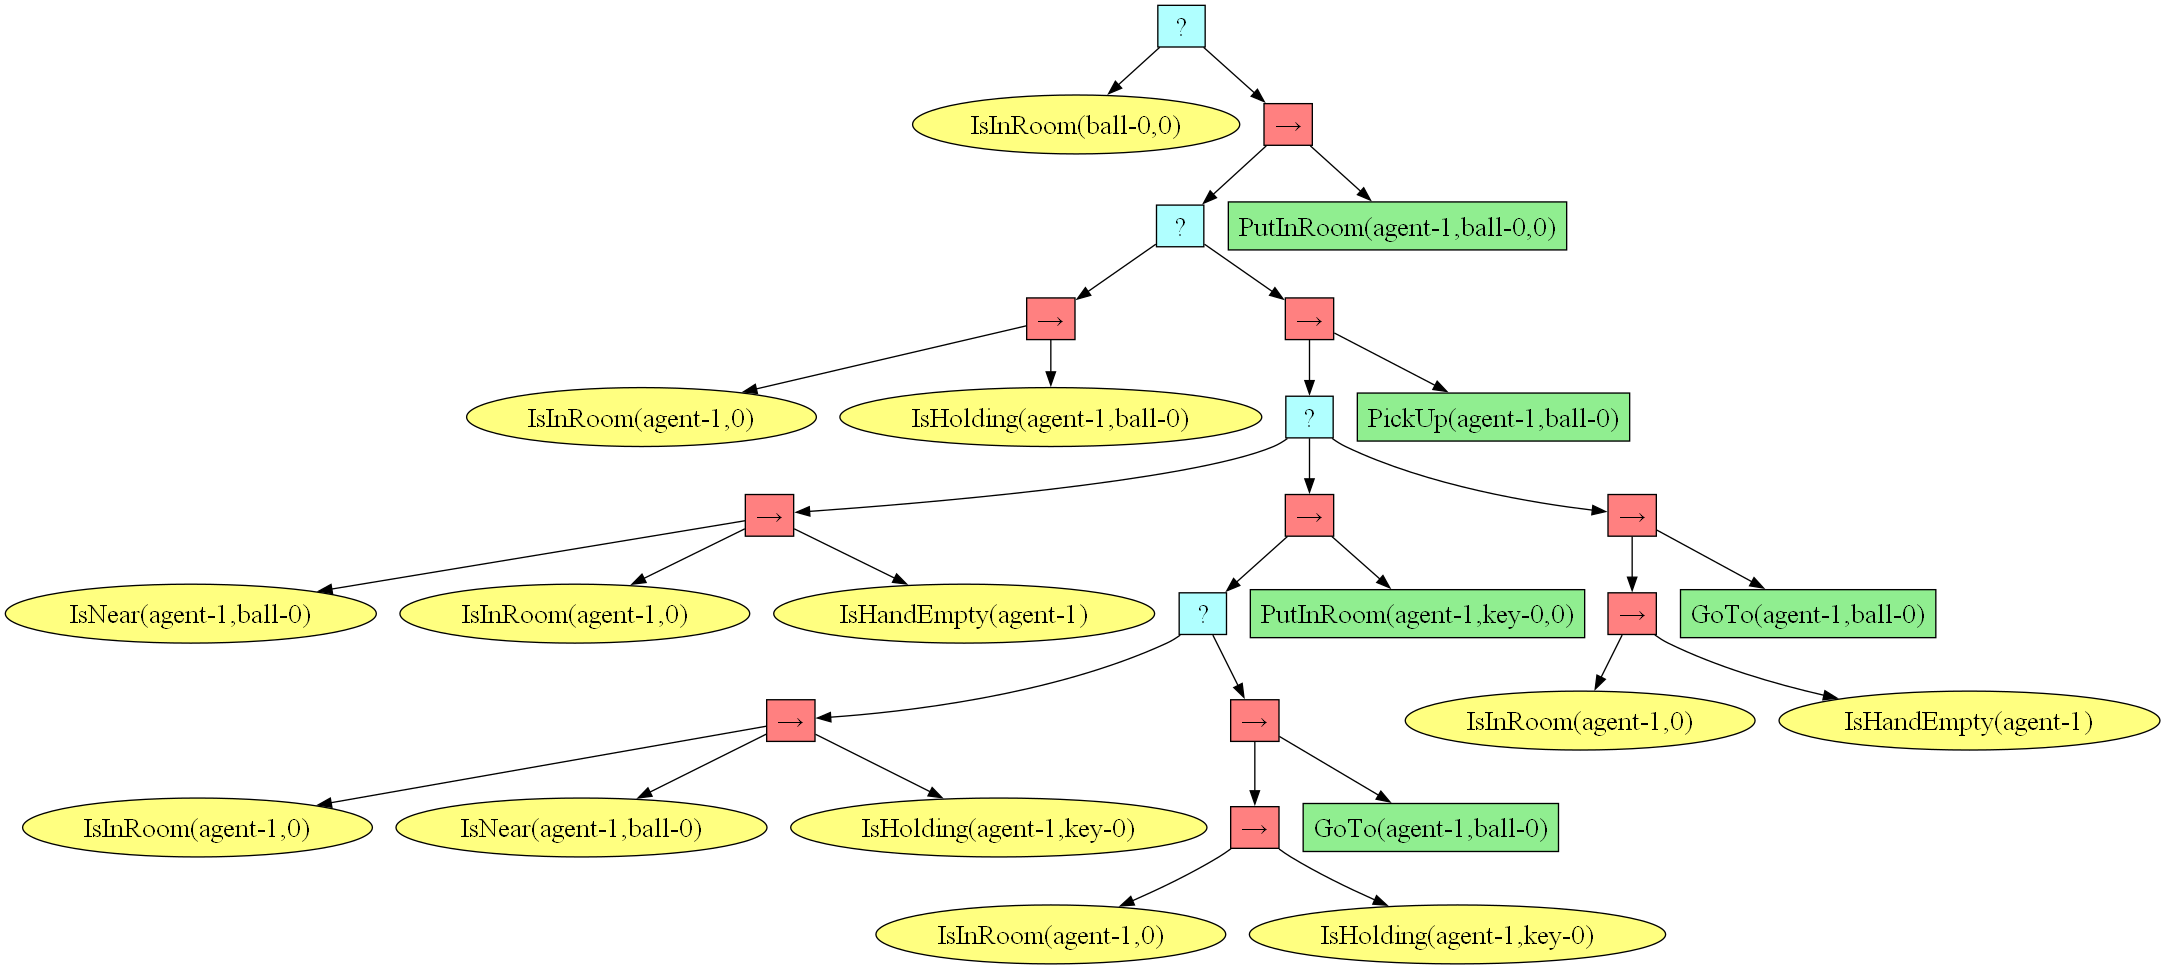 ?
IsInRoom(ball-0,0)
→
?
PutInRoom(agent-1,ball-0,0)
→
→
IsInRoom(agent-1,0)
IsHolding(agent-1,ball-0)
?
PickUp(agent-1,ball-0)
→
→
→
IsNear(agent-1,ball-0)
IsInRoom(agent-1,0)
IsHandEmpty(agent-1)
?
PutInRoom(agent-1,key-0,0)
→
GoTo(agent-1,ball-0)
→
→
IsInRoom(agent-1,0)
IsHandEmpty(agent-1)
IsInRoom(agent-1,0)
IsNear(agent-1,ball-0)
IsHolding(agent-1,key-0)
→
GoTo(agent-1,ball-0)
IsInRoom(agent-1,0)
IsHolding(agent-1,key-0)